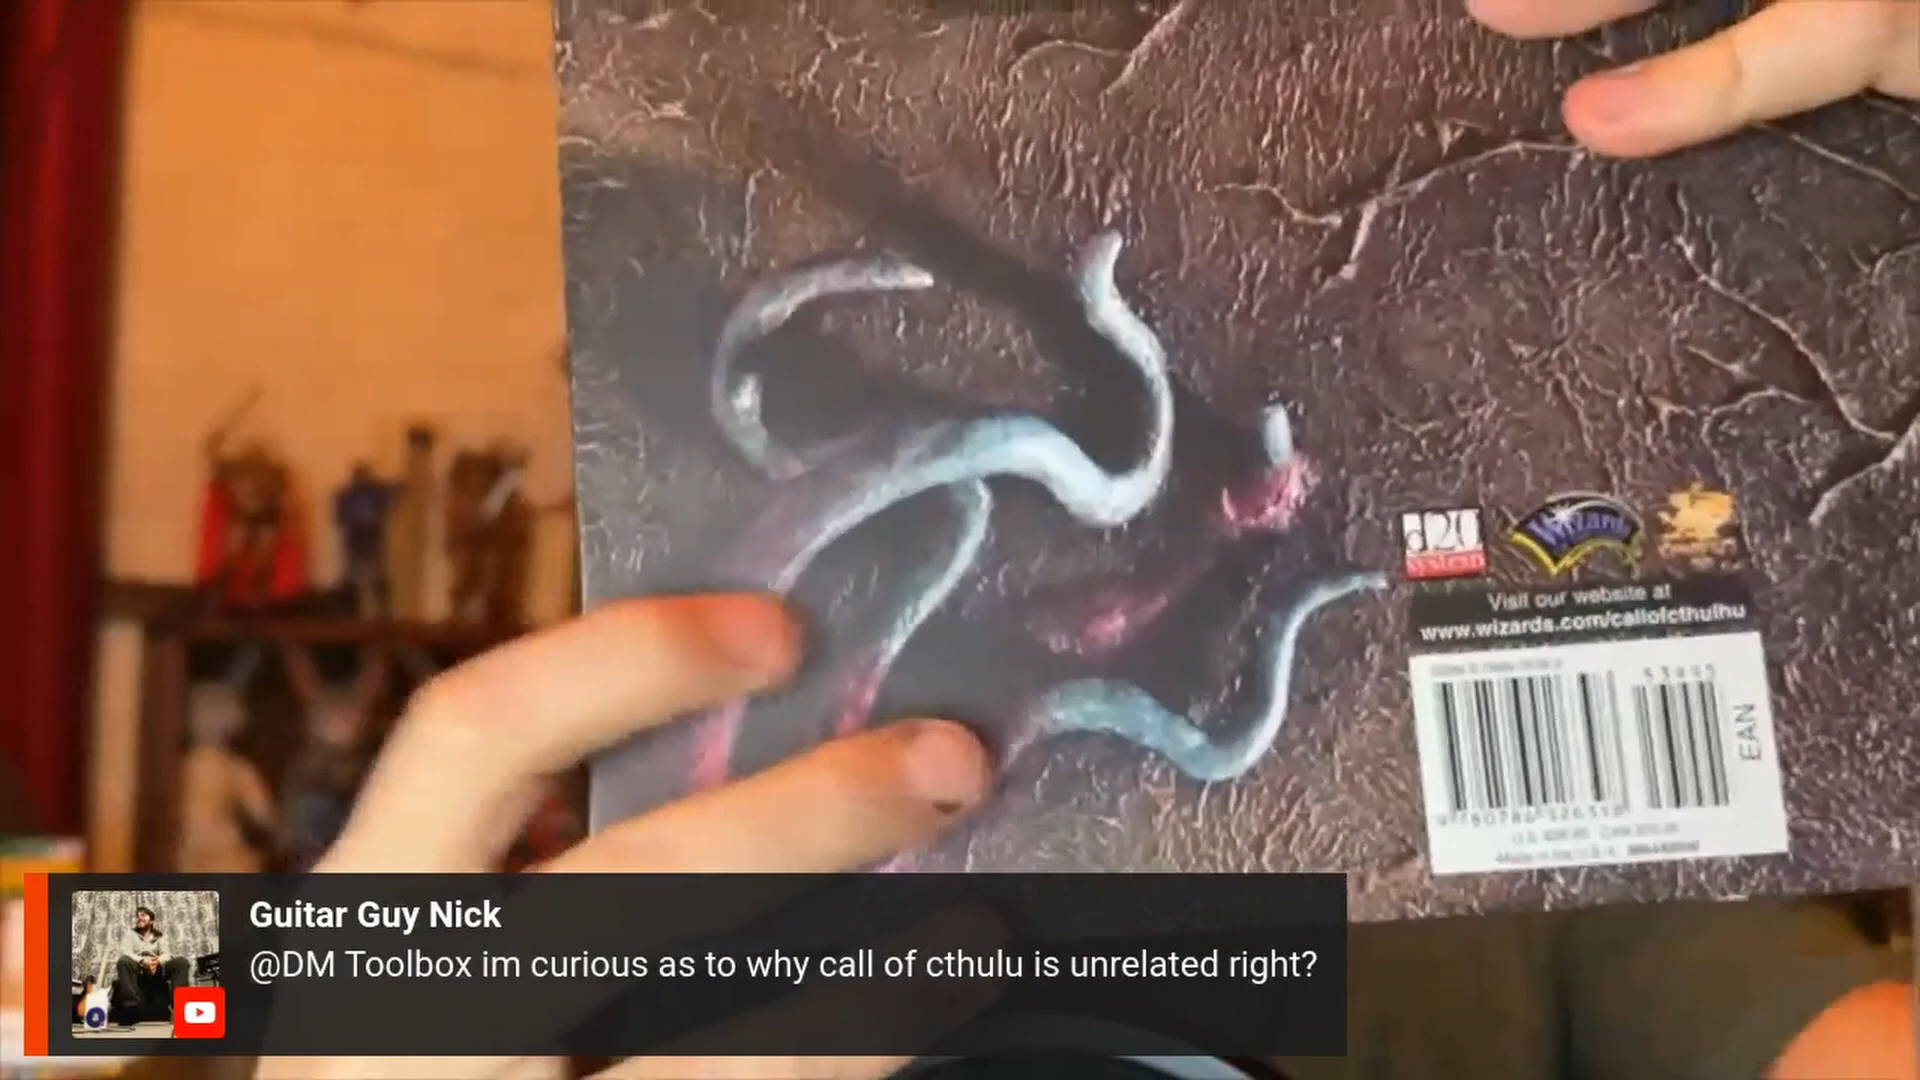 d20
system
Wizards
Visit our website at
www.wizards.com/callofcthulhu
53495
EAN
Guitar Guy Nick
@DM Toolbox im curious as to why call of cthulu is unrelated right?